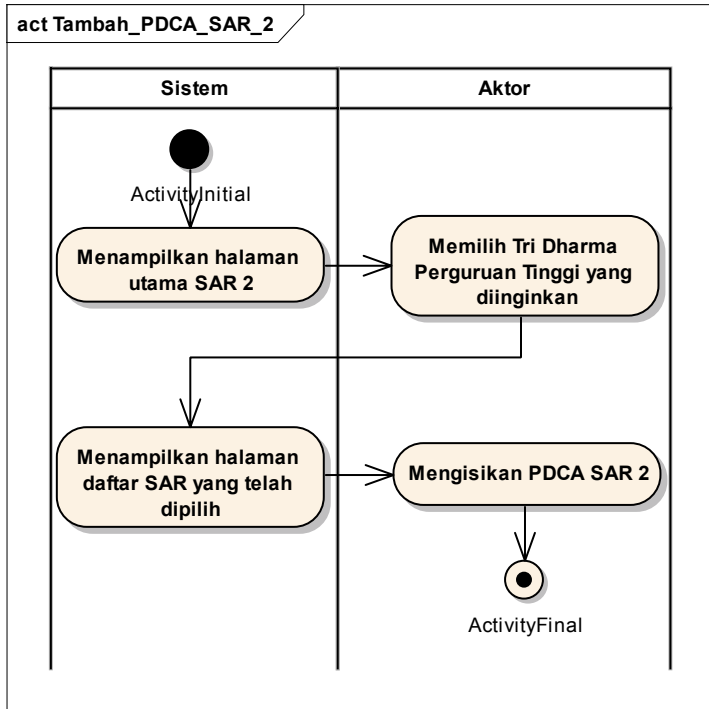 act Tambah_PDCA_SAR_2
Sistem
Aktor
ActivityInitial
Menampilkan halaman
utama SAR 2
Memilih Tri Dharma
Perguruan Tinggi yang
diinginkan
Menampilkan halaman
daftar SAR yang telah
dipilih
Mengisikan PDCA SAR 2
ActivityFinal